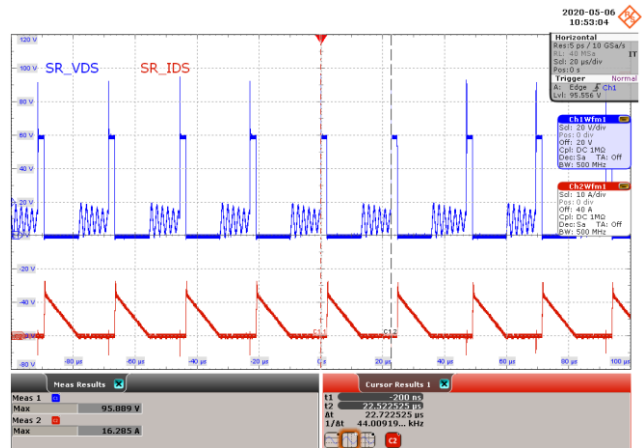 2020-05-06
10:53:04
Horizontal
Res:5 ps / 10 GSa/s
RL: 40 MSa IT
Scl: 20 µs/div
Pos:0 s
Trigger Normal
A: Edge Ch1
Lvl: 95.556 V
120 V
100 V
SR_VDS SR_IDS
80 V
60 V
40 V
20 V
-20 V
-40 V
-60 V
-80 V
Ch1Wfm1
Scl: 20 V/div
Pos: 0 div
Off: 20 V
Cpl: DC 1MΩ
Dec:Sa TA: Off
BW: 500 MHz
Ch2Wfm1
Scl: 10 A/div
Pos: 0 div
Off: 40 A
Cpl: DC 1MΩ
Dec:Sa TA: Off
BW: 500 MHz
C1.1 C1.2
-80 µs -60 µs -40 µs -20 µs 0 s 20 µs 40 µs 60 µs 80 µs 100 µs
Meas Results
Meas 1
Max 95.889 V
Meas 2
Max 16.285 A
Cursor Results 1
t1 -200 ns
t2 22.522525 µs
Δt 22.722525 µs
1/Δt 44.00919... kHz
C2